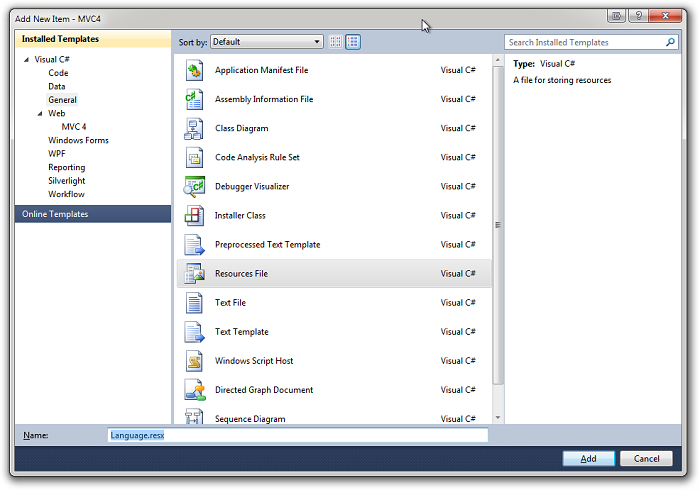 Add New Item - MVC4
Installed Templates
Visual C#
Code
Data
General
Web
MVC 4
Windows Forms
WPF
Reporting
Silverlight
Workflow
Online Templates
Sort by: Default
Application Manifest File Visual C#
Assembly Information File Visual C#
Class Diagram Visual C#
Code Analysis Rule Set Visual C#
Debugger Visualizer Visual C#
Installer Class Visual C#
Preprocessed Text Template Visual C#
Resources File Visual C#
Text File Visual C#
Text Template Visual C#
Windows Script Host Visual C#
Directed Graph Document Visual C#
Sequence Diagram Visual C#
Search Installed Templates
Type: Visual C#
A file for storing resources
Name: Language.resx
Add Cancel